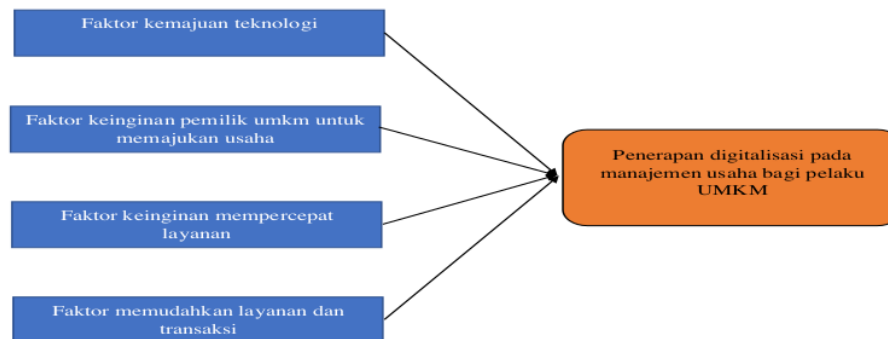 Faktor kemajuan teknologi
Faktor keinginan pemilik umkm untuk
memajukan usaha
Faktor keinginan mempercepat
layanan
Faktor memudahkan layanan dan
transaksi
Penerapan digitalisasi pada
manajemen usaha bagi pelaku
UMKM